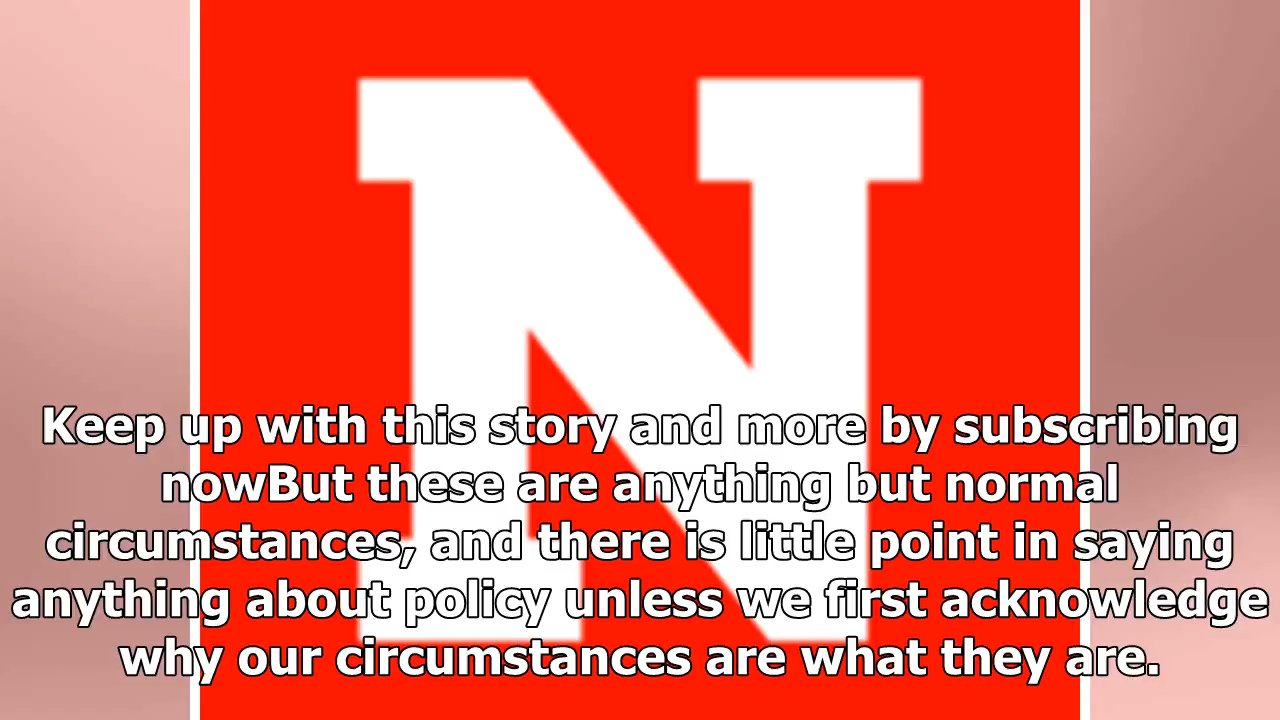 N
Keep up with this story and more by subscribing
nowBut these are anything but normal
circumstances, and there is little point in saying
anything about policy unless we first acknowledge
why our circumstances are what they are.